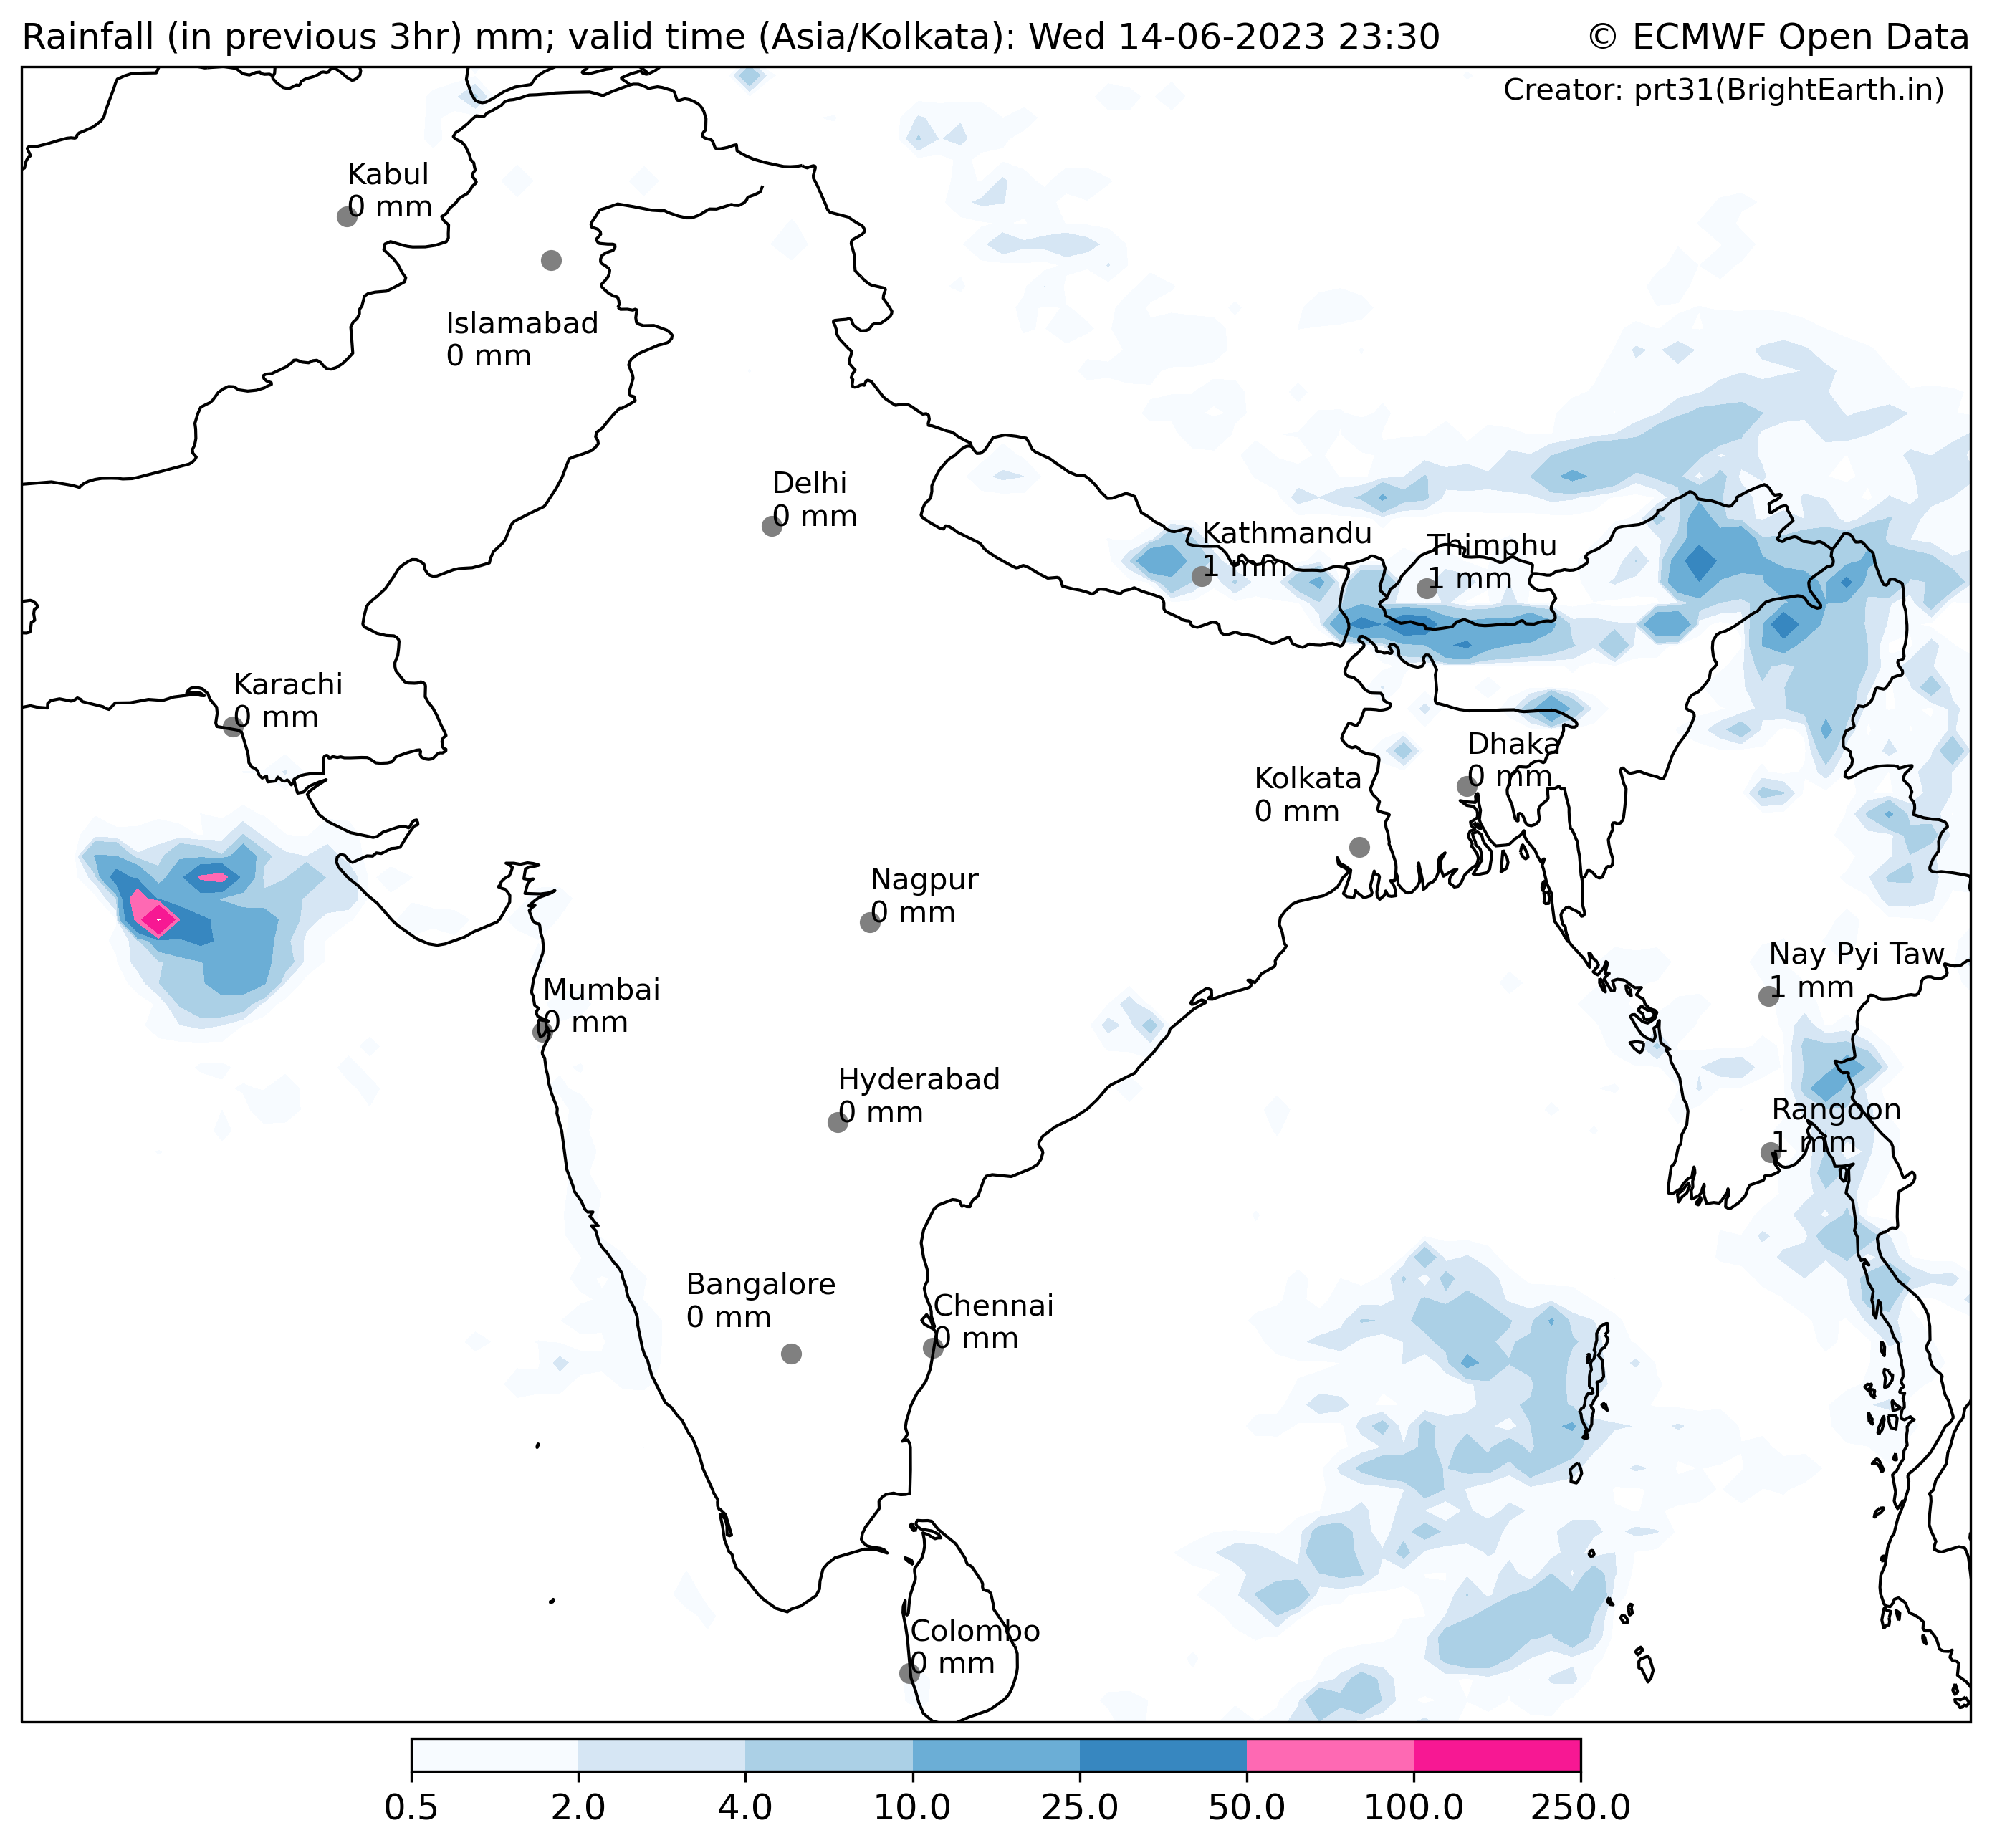 Rainfall (in previous 3hr) mm; valid time (Asia/Kolkata): Wed 14-06-2023 23:30
© ECMWF Open Data
Creator: prt31(BrightEarth.in)
Kabul
0 mm
Islamabad
0 mm
Delhi
0 mm
Kathmandu
1 mm
Thimphu
1 mm
Karachi
0 mm
Dhaka
0 mm
Kolkata
0 mm
Nagpur
0 mm
Nay Pyi Taw
1 mm
Mumbai
0 mm
Hyderabad
0 mm
Rangoon
1 mm
Bangalore
0 mm
Chennai
0 mm
Colombo
0 mm
0.5 2.0 4.0 10.0 25.0 50.0 100.0 250.0